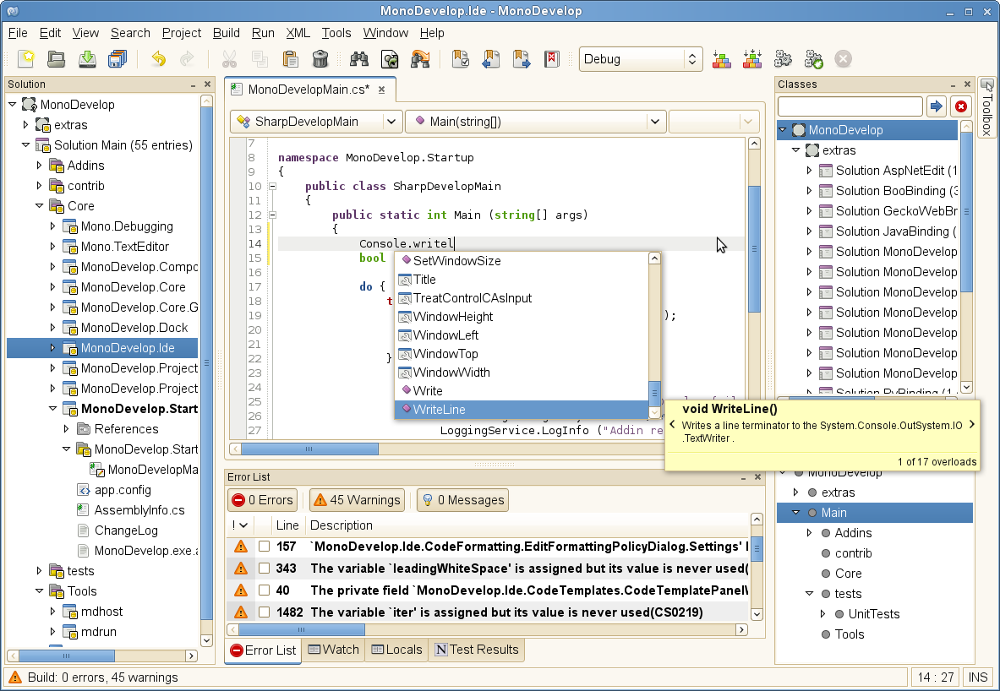 MonoDevelop.Ide - MonoDevelop
File Edit View Search Project Build Run XML Tools Window Help
Debug
Solution
MonoDevelop
extras
Solution Main (55 entries)
Addins
contrib
Core
Mono.Debugging
Mono.TextEditor
MonoDevelop.Compo
MonoDevelop.Core
MonoDevelop.Core.G
MonoDevelop.Dock
MonoDevelop.Ide
MonoDevelop.Project
MonoDevelop.Project
MonoDevelop.Start
References
MonoDevelop.Start
MonoDevelopMa
app.config
AssemblyInfo.cs
ChangeLog
MonoDevelop.exe.a
tests
Tools
mdhost
mdrun
MonoDevelopMain.cs*
SharpDevelopMain
Main(string[])
7
8 namespace MonoDevelop.Startup
9 {
10 public class SharpDevelopMain
11 {
12 public static int Main (string[] args)
13 {
14 Console.writel
15 bool
16
17 do {
18 t
19 );
20
21
22 }
23
24
25
26
27 LoggingService.LogInfo ("Addin re
SetWindowSize
Title
TreatControlCAsInput
WindowHeight
WindowLeft
WindowTop
WindowWidth
Write
WriteLine
void WriteLine()
Writes a line terminator to the System.Console.OutSystem.IO
.TextWriter .
1 of 17 overloads
Error List
0 Errors
45 Warnings
0 Messages
! Line Description
157 `MonoDevelop.Ide.CodeFormatting.EditFormattingPolicyDialog.Settings'
343 The variable `leadingWhiteSpace' is assigned but its value is never used(
40 The private field `MonoDevelop.Ide.CodeTemplates.CodeTemplatePanelW
1482 The variable `iter' is assigned but its value is never used(CS0219)
Error List
Watch
Locals
Test Results
Classes
MonoDevelop
extras
Solution AspNetEdit (1
Solution BooBinding (3
Solution GeckoWebBr
Solution JavaBinding (
Solution MonoDevelop
Solution MonoDevelop
Solution MonoDevelop
Solution MonoDevelop
Solution MonoDevelop
Solution MonoDevelop
Solution MonoDevelop
Solution PyBinding (1
MonoDevelop
extras
Main
Addins
contrib
Core
tests
UnitTests
Tools
Toolbox
Build: 0 errors, 45 warnings
14 : 27
INS